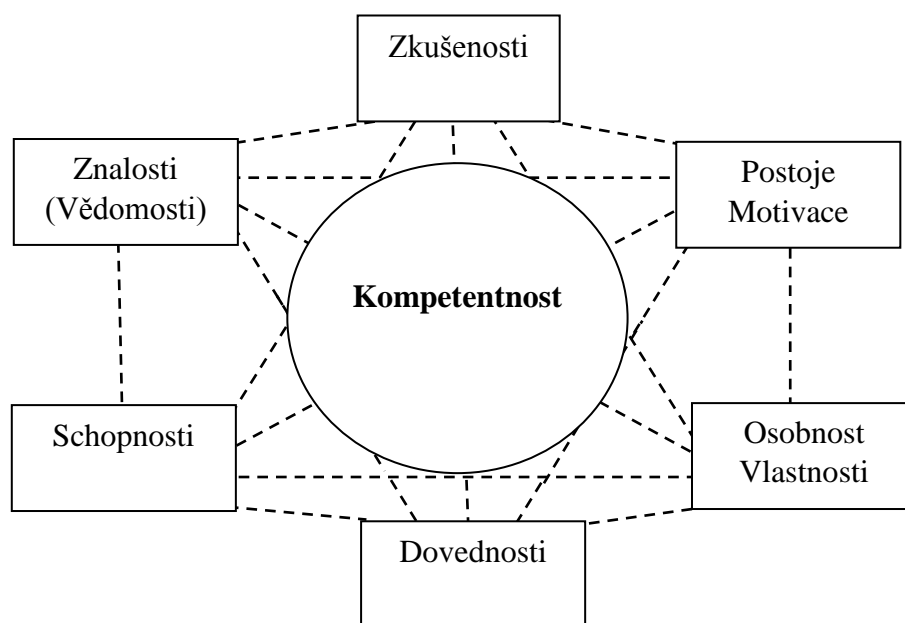 Zkušenosti
Znalosti
(Vědomosti)
Postoje
Motivace
Kompetentnost
Schopnosti
Osobnost
Vlastnosti
Dovednosti